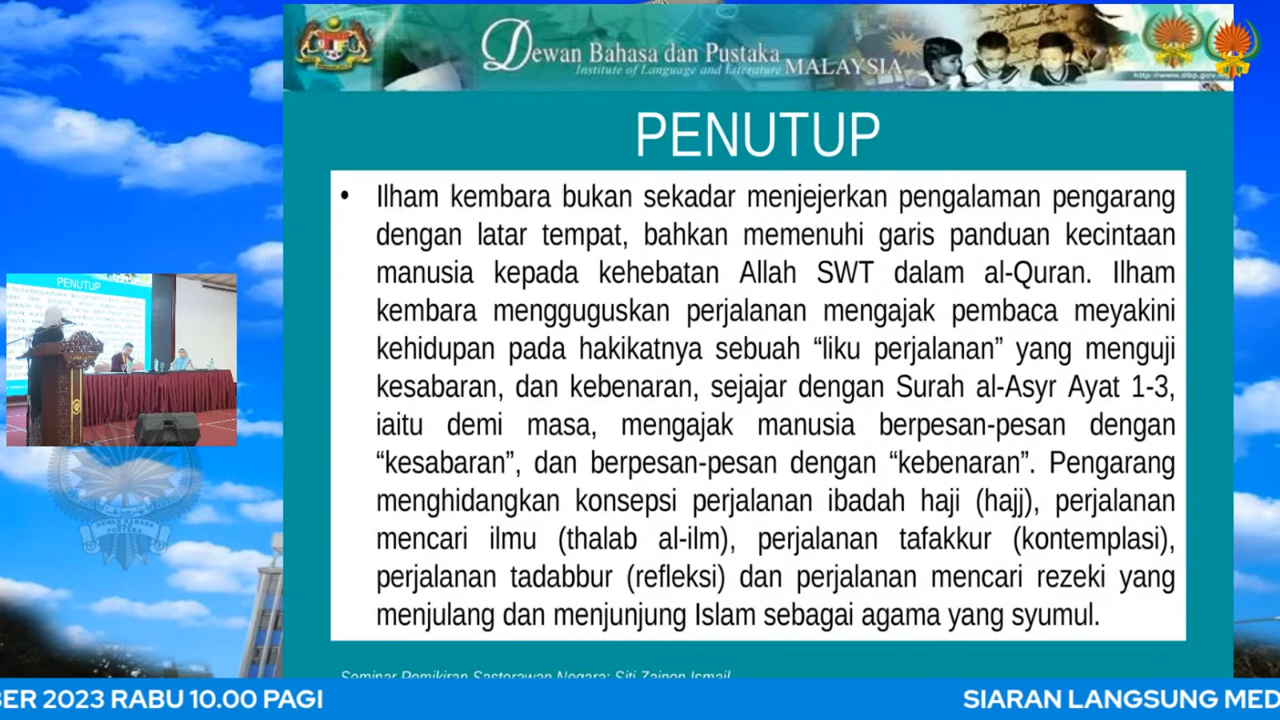 Dewan Bahasa dan Pustaka
Institute of Language and Literature MALAYSIA
PENUTUP
• Ilham kembara bukan sekadar menjejerkan pengalaman pengarang
dengan latar tempat, bahkan memenuhi garis panduan kecintaan
manusia kepada kehebatan Allah SWT dalam al-Quran. Ilham
kembara mengguguskan perjalanan mengajak pembaca meyakini
kehidupan pada hakikatnya sebuah “liku perjalanan” yang menguji
kesabaran, dan kebenaran, sejajar dengan Surah al-Asyr Ayat 1-3,
iaitu demi masa, mengajak manusia berpesan-pesan dengan
“kesabaran”, dan berpesan-pesan dengan “kebenaran”. Pengarang
menghidangkan konsepsi perjalanan ibadah haji (hajj), perjalanan
mencari ilmu (thalab al-ilm), perjalanan tafakkur (kontemplasi),
perjalanan tadabbur (refleksi) dan perjalanan mencari rezeki yang
menjulang dan menjunjung Islam sebagai agama yang syumul.
Seminar Pemikiran Sasterawan Negara: Siti Zainon Ismail
PENUTUP
DEWAN BAHASA
PUSTAKA
BER 2023 RABU 10.00 PAGI
SIARAN LANGSUNG MED